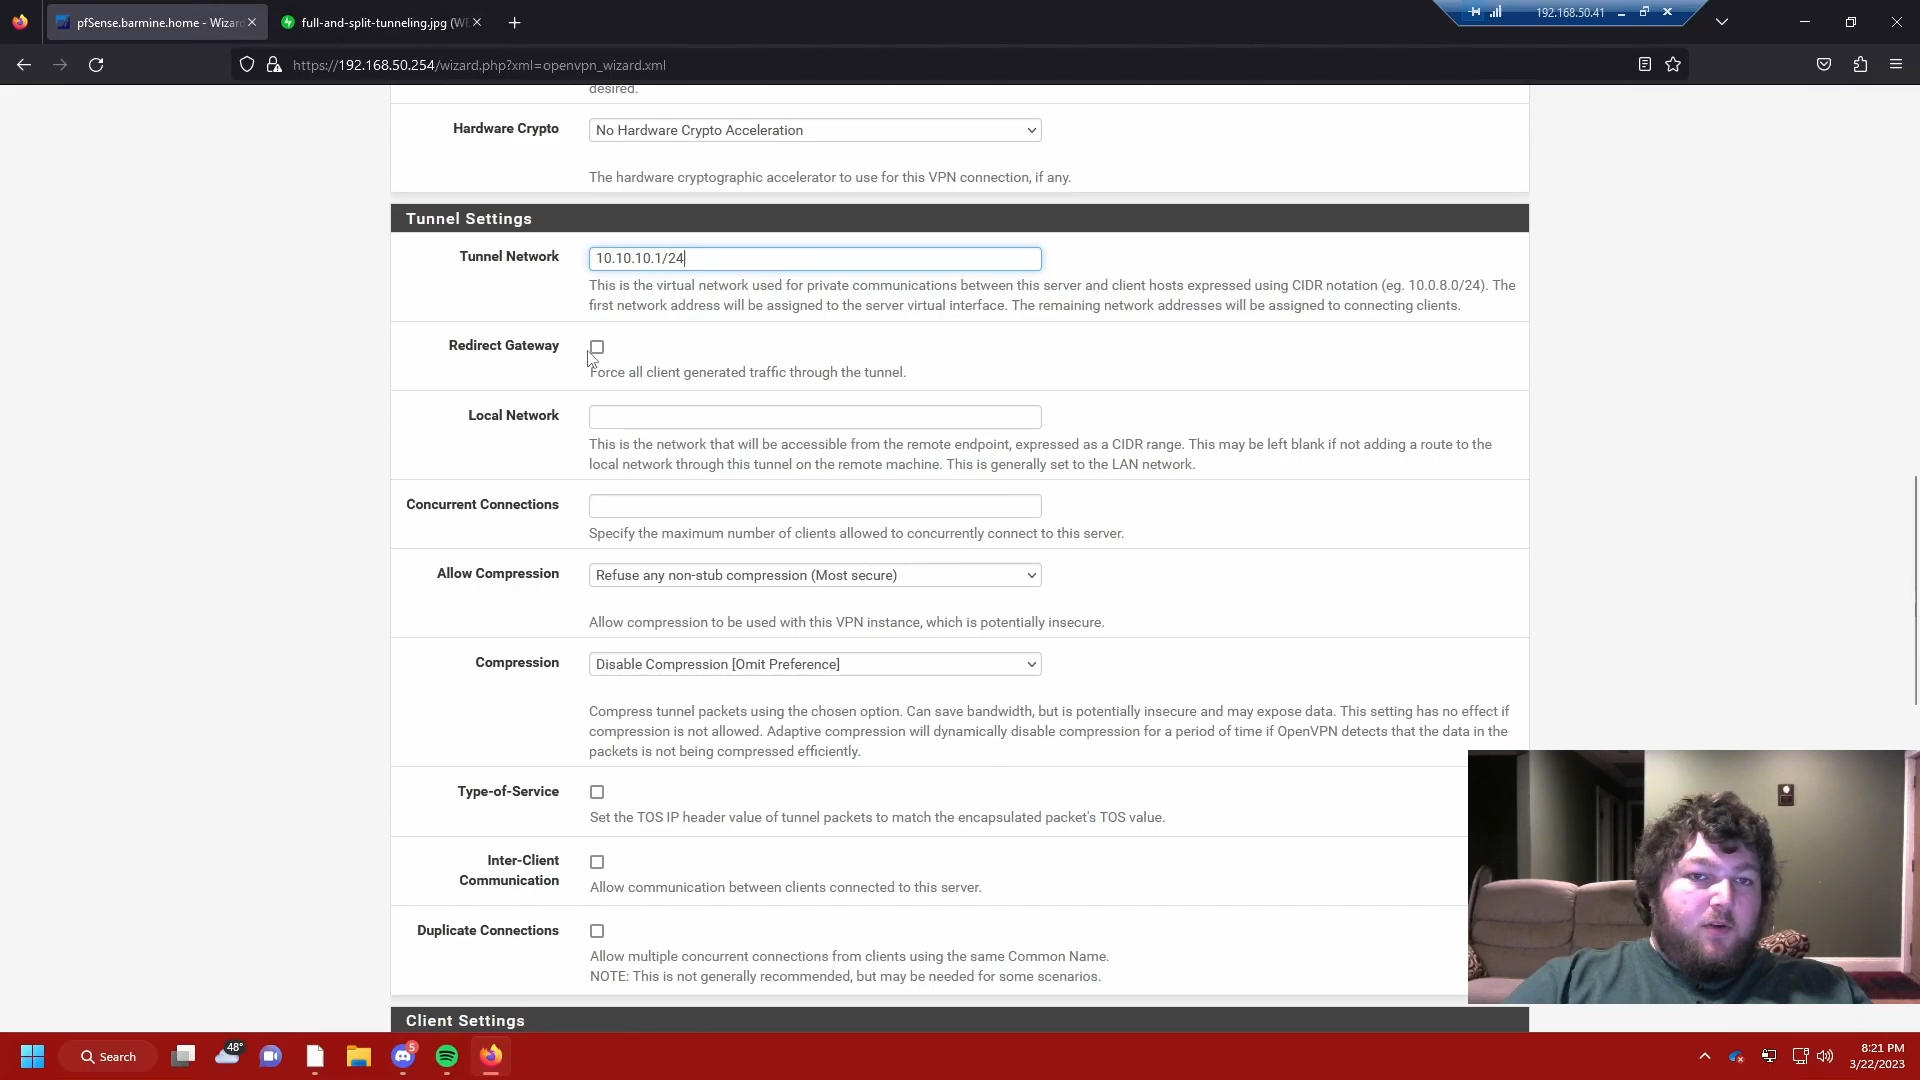 pfSense.barmine.home - Wizar
full-and-split-tunneling.jpg (WE
192.168.50.41
https://192.168.50.254/wizard.php?xml=openvpn_wizard.xml
desired.
Hardware Crypto
No Hardware Crypto Acceleration
The hardware cryptographic accelerator to use for this VPN connection, if any.
Tunnel Settings
Tunnel Network
10.10.10.1/24
This is the virtual network used for private communications between this server and client hosts expressed using CIDR notation (eg. 10.0.8.0/24). The
first network address will be assigned to the server virtual interface. The remaining network addresses will be assigned to connecting clients.
Redirect Gateway
Force all client generated traffic through the tunnel.
Local Network
This is the network that will be accessible from the remote endpoint, expressed as a CIDR range. This may be left blank if not adding a route to the
local network through this tunnel on the remote machine. This is generally set to the LAN network.
Concurrent Connections
Specify the maximum number of clients allowed to concurrently connect to this server.
Allow Compression
Refuse any non-stub compression (Most secure)
Allow compression to be used with this VPN instance, which is potentially insecure.
Compression
Disable Compression [Omit Preference]
Compress tunnel packets using the chosen option. Can save bandwidth, but is potentially insecure and may expose data. This setting has no effect if
compression is not allowed. Adaptive compression will dynamically disable compression for a period of time if OpenVPN detects that the data in the
packets is not being compressed efficiently.
Type-of-Service
Set the TOS IP header value of tunnel packets to match the encapsulated packet's TOS value.
Inter-Client
Communication
Allow communication between clients connected to this server.
Duplicate Connections
Allow multiple concurrent connections from clients using the same Common Name.
NOTE: This is not generally recommended, but may be needed for some scenarios.
Client Settings
Search
48°
5
8:21 PM
3/22/2023